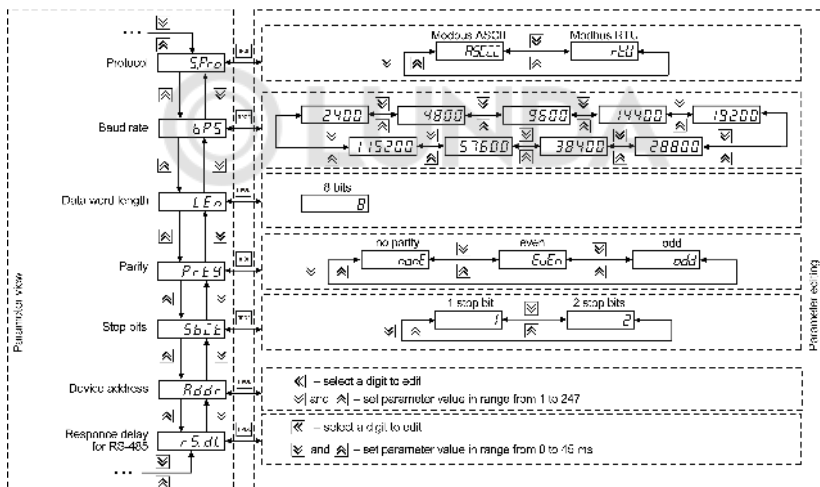 Modbus ASCII
Modbus RTU
Protocol
S.Pro
ASCII
rtU
LUNDA
Baud rate
bPS
2400
4800
9600
14400
19200
115200
57600
38400
28800
Data word length
LEn
8 bits
8
Parity
PrtY
no parity
even
odd
nonE
EvEn
odd
Stop bits
Sbit
1 stop bit
2 stop bits
1
2
Device address
Addr
– select a digit to edit
and – set parameter value in range from 1 to 247
Responce delay
for RS-485
rS.dL
– select a digit to edit
and – set parameter value in range from 0 to 45 ms
Parameter view
Parameter editing